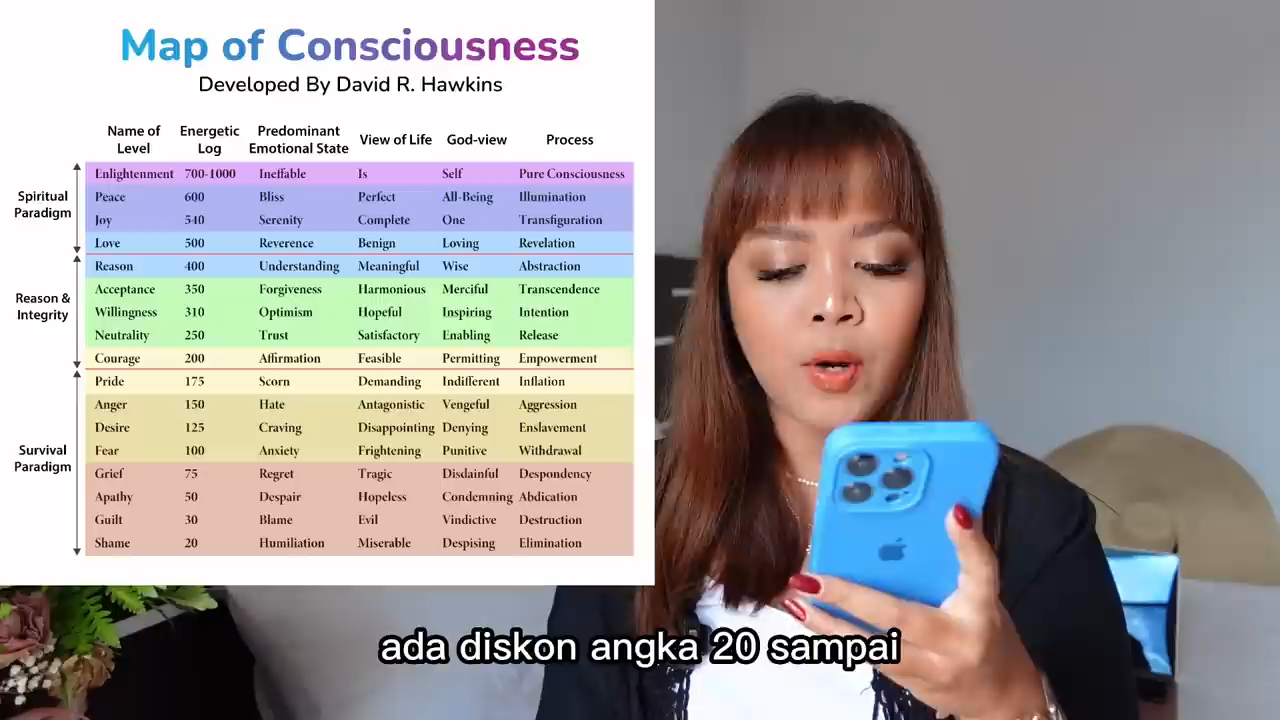 Map of Consciousness
Developed By David R. Hawkins
Name of Level Energetic Log Predominant Emotional State View of Life God-view Process
Spiritual Paradigm
Enlightenment 700-1000 Ineffable Is Self Pure Consciousness
Peace 600 Bliss Perfect All-Being Illumination
Joy 540 Serenity Complete One Transfiguration
Love 500 Reverence Benign Loving Revelation
Reason & Integrity
Reason 400 Understanding Meaningful Wise Abstraction
Acceptance 350 Forgiveness Harmonious Merciful Transcendence
Willingness 310 Optimism Hopeful Inspiring Intention
Neutrality 250 Trust Satisfactory Enabling Release
Courage 200 Affirmation Feasible Permitting Empowerment
Survival Paradigm
Pride 175 Scorn Demanding Indifferent Inflation
Anger 150 Hate Antagonistic Vengeful Aggression
Desire 125 Craving Disappointing Denying Enslavement
Fear 100 Anxiety Frightening Punitive Withdrawal
Grief 75 Regret Tragic Disdainful Despondency
Apathy 50 Despair Hopeless Condemning Abdication
Guilt 30 Blame Evil Vindictive Destruction
Shame 20 Humiliation Miserable Despising Elimination
ada diskon angka 20 sampai